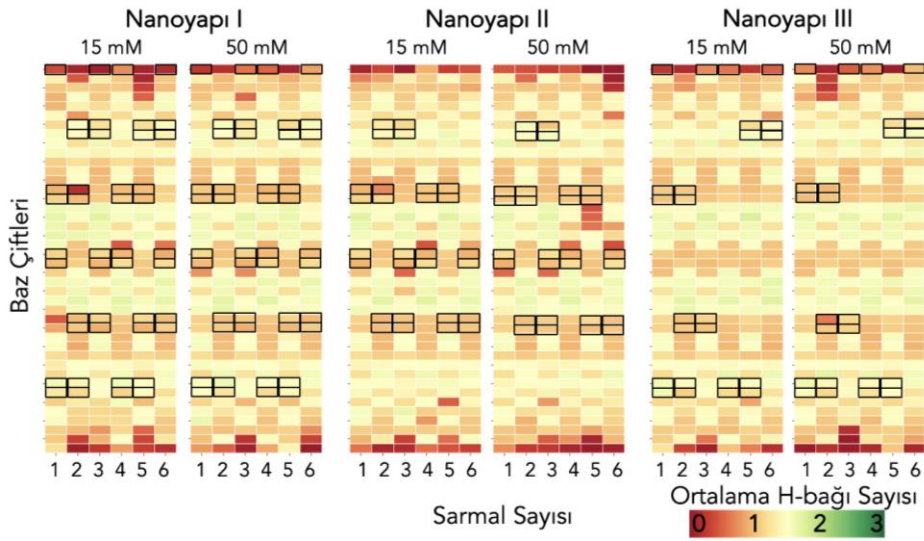 Nanoyapı I
Nanoyapı II
Nanoyapı III
15 mM
50 mM
15 mM
50 mM
15 mM
50 mM
Baz Çiftleri
1 2 3 4 5 6
1 2 3 4 5 6
1 2 3 4 5 6
1 2 3 4 5 6
1 2 3 4 5 6
1 2 3 4 5 6
Sarmal Sayısı
Ortalama H-bağı Sayısı
0 1 2 3